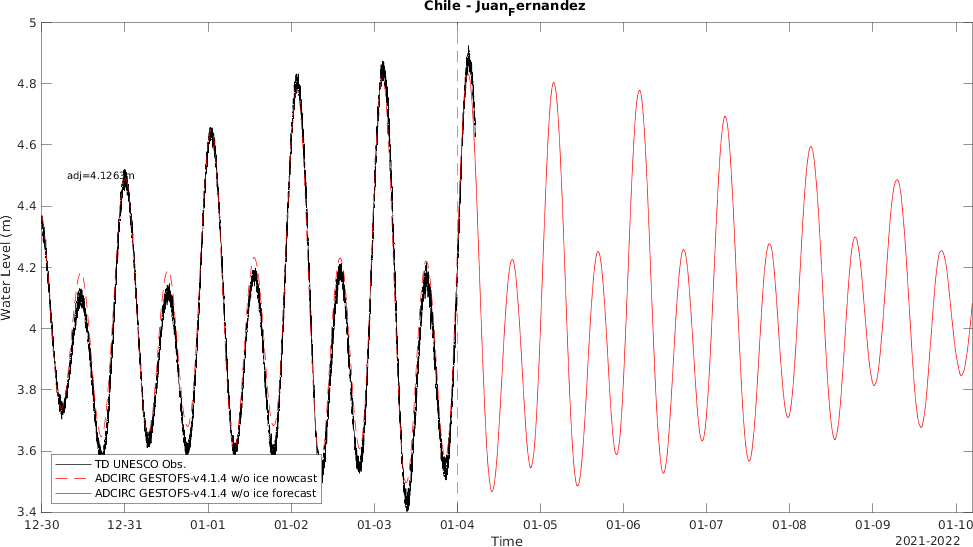 Chile - JuanFernandez
5
4.8
4.6
4.4
4.2
4
3.8
3.6
3.4
Water Level (m)
adj=4.1263m
TD UNESCO Obs.
ADCIRC GESTOFS-v4.1.4 w/o ice nowcast
ADCIRC GESTOFS-v4.1.4 w/o ice forecast
12-30 12-31 01-01 01-02 01-03 01-04 01-05 01-06 01-07 01-08 01-09 01-10
Time
2021-2022